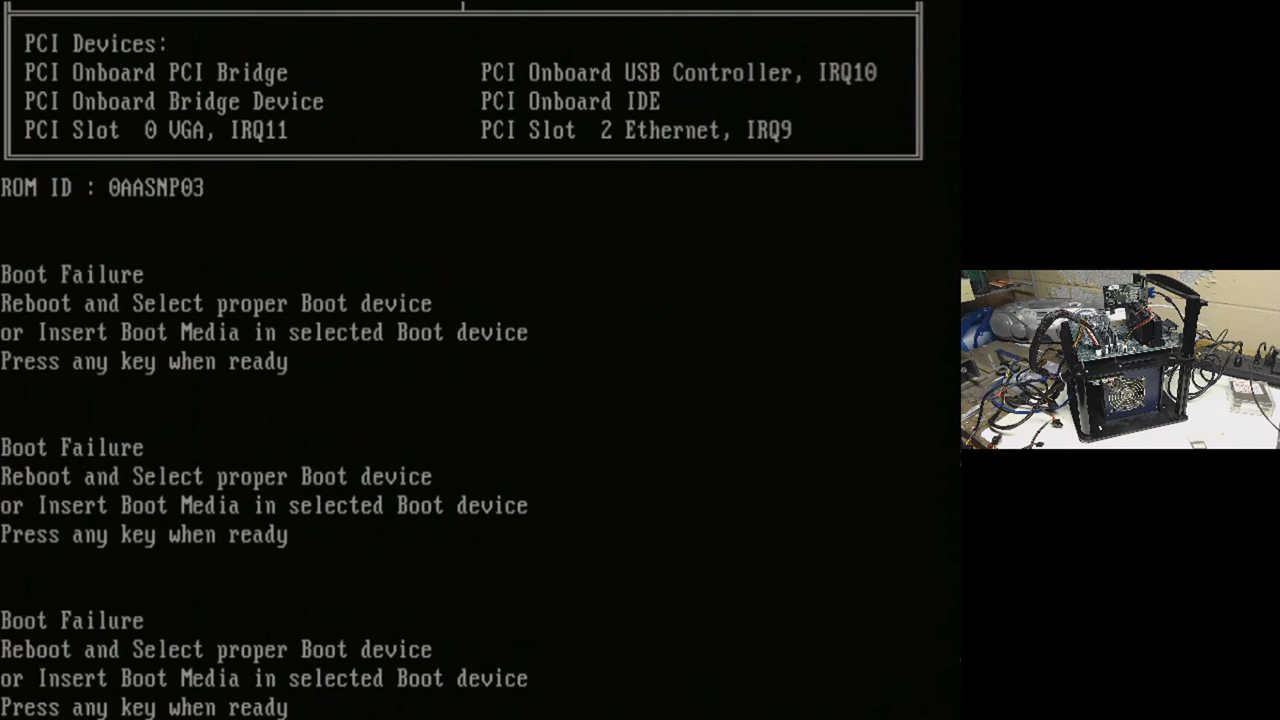 PCI Devices:
PCI Onboard PCI Bridge PCI Onboard USB Controller, IRQ10
PCI Onboard Bridge Device PCI Onboard IDE
PCI Slot 0 VGA, IRQ11 PCI Slot 2 Ethernet, IRQ9
ROM ID : 0AASNP03
Boot Failure
Reboot and Select proper Boot device
or Insert Boot Media in selected Boot device
Press any key when ready
Boot Failure
Reboot and Select proper Boot device
or Insert Boot Media in selected Boot device
Press any key when ready
Boot Failure
Reboot and Select proper Boot device
or Insert Boot Media in selected Boot device
Press any key when ready